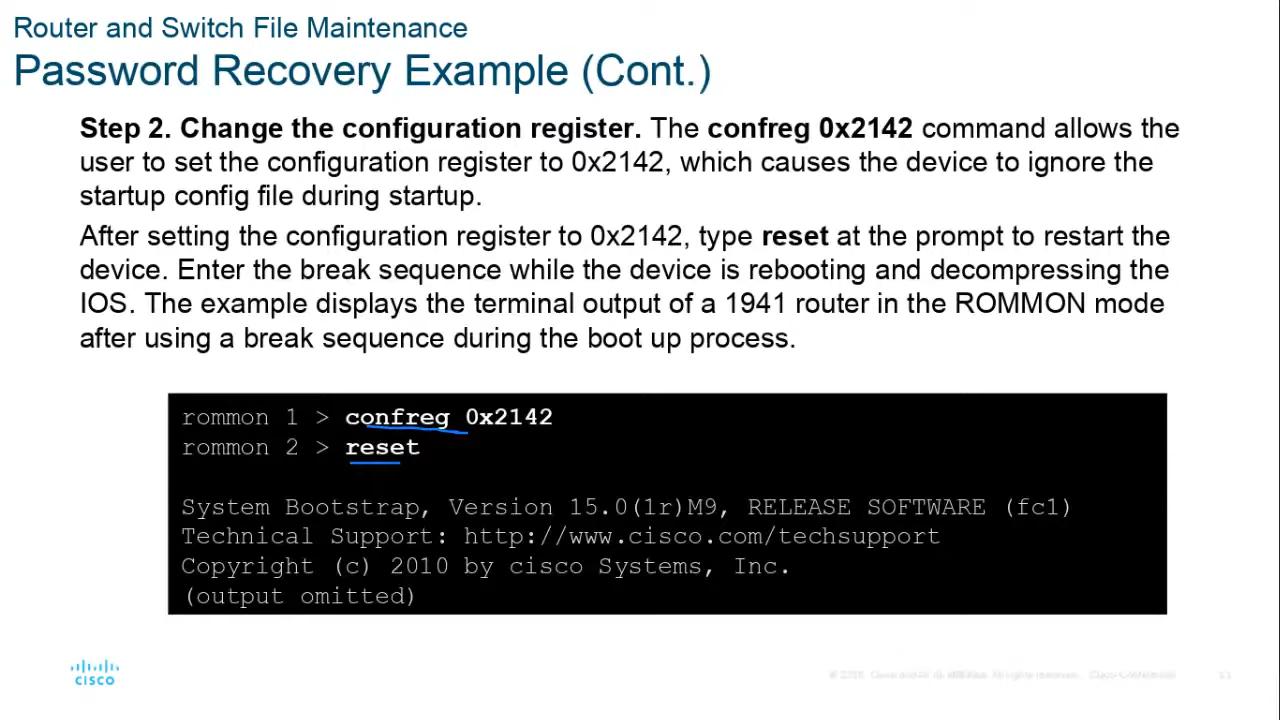 Router and Switch File Maintenance
Password Recovery Example (Cont.)
Step 2. Change the configuration register. The confreg 0x2142 command allows the
user to set the configuration register to 0x2142, which causes the device to ignore the
startup config file during startup.
After setting the configuration register to 0x2142, type reset at the prompt to restart the
device. Enter the break sequence while the device is rebooting and decompressing the
IOS. The example displays the terminal output of a 1941 router in the ROMMON mode
after using a break sequence during the boot up process.
rommon 1 > confreg 0x2142
rommon 2 > reset
System Bootstrap, Version 15.0(1r)M9, RELEASE SOFTWARE (fc1)
Technical Support: http://www.cisco.com/techsupport
Copyright (c) 2010 by cisco Systems, Inc.
(output omitted)
CISCO
All rights reserved. Cisco Confidential